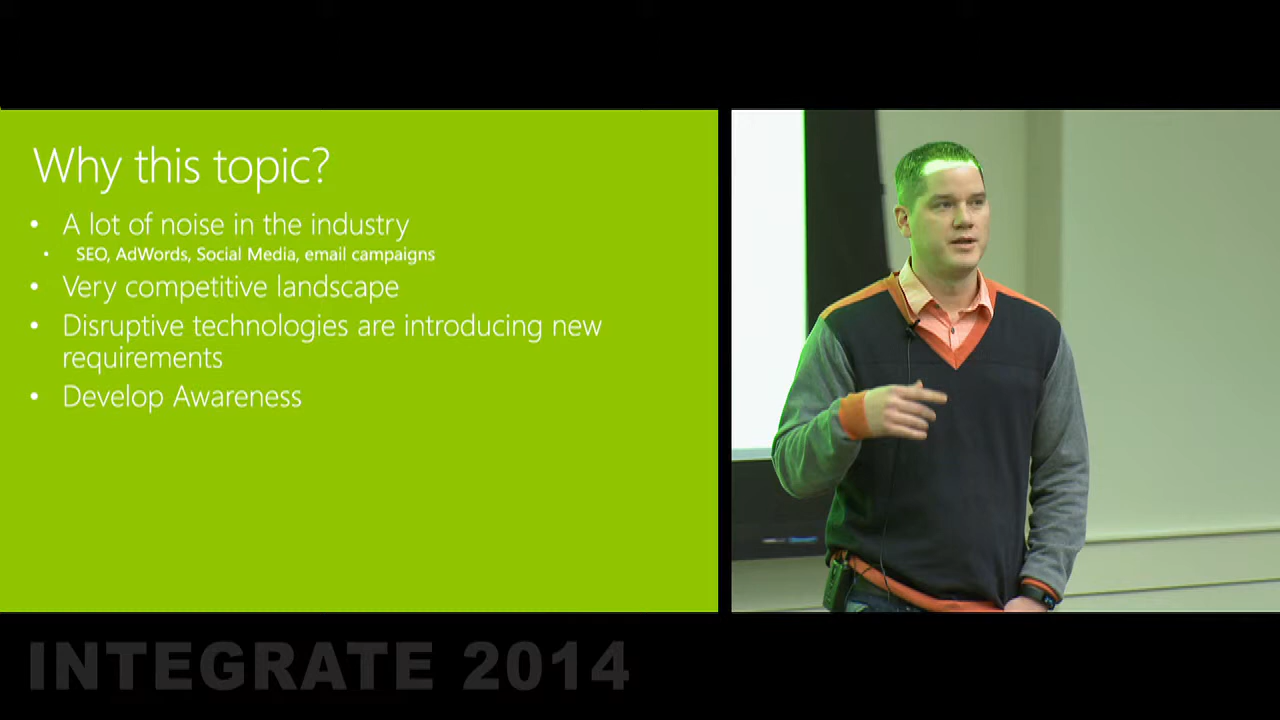 Why this topic?
• A lot of noise in the industry
• SEO, AdWords, Social Media, email campaigns
• Very competitive landscape
• Disruptive technologies are introducing new
requirements
• Develop Awareness
INTEGRATE 2014